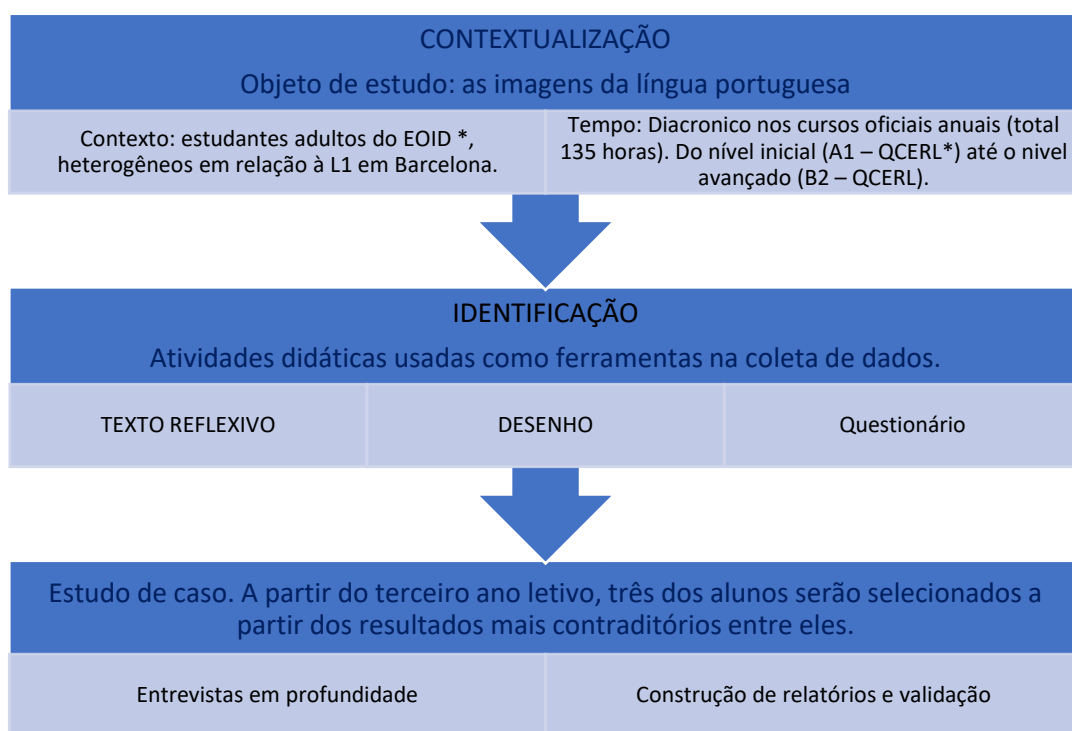 CONTEXTUALIZAÇÃO
Objeto de estudo: as imagens da língua portuguesa
Contexto: estudantes adultos do EOID *,
heterogêneos em relação à L1 em Barcelona.
Tempo: Diacronico nos cursos oficiais anuais (total
135 horas). Do nível inicial (A1 – QCERL*) até o nivel
avançado (B2 – QCERL).
IDENTIFICAÇÃO
Atividades didáticas usadas como ferramentas na coleta de dados.
TEXTO REFLEXIVO
DESENHO
Questionário
Estudo de caso. A partir do terceiro ano letivo, três dos alunos serão selecionados a
partir dos resultados mais contraditórios entre eles.
Entrevistas em profundidade
Construção de relatórios e validação